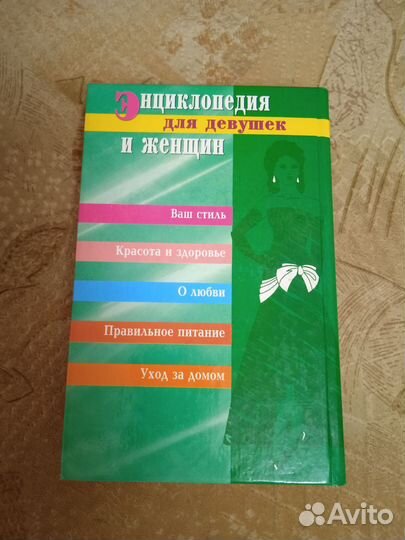 Энциклопедия
для девушек
и женщин
Ваш стиль
Красота и здоровье
О любви
Правильное питание
Уход за домом
Avito